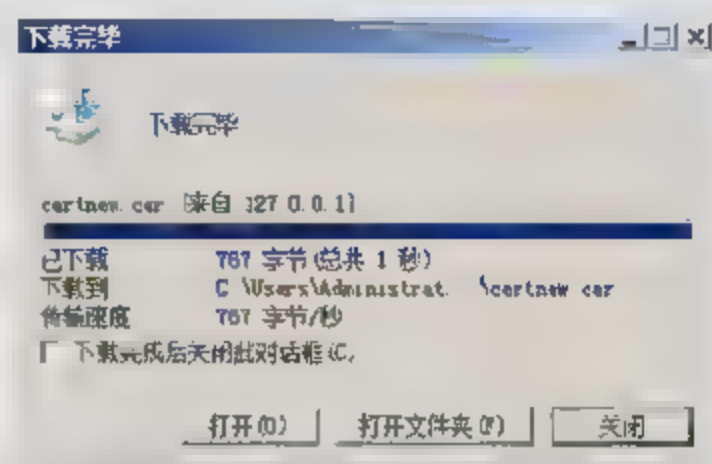 下载完毕
下载完毕
certnew.cer [来自 127.0.0.1]
已下载 767 字节(总共 1 秒)
下载到 C:\Users\Administrat...\certnew.cer
传输速度 767 字节/秒
下载完成后关闭此对话框(C)
打开(O) 打开文件夹(F) 关闭